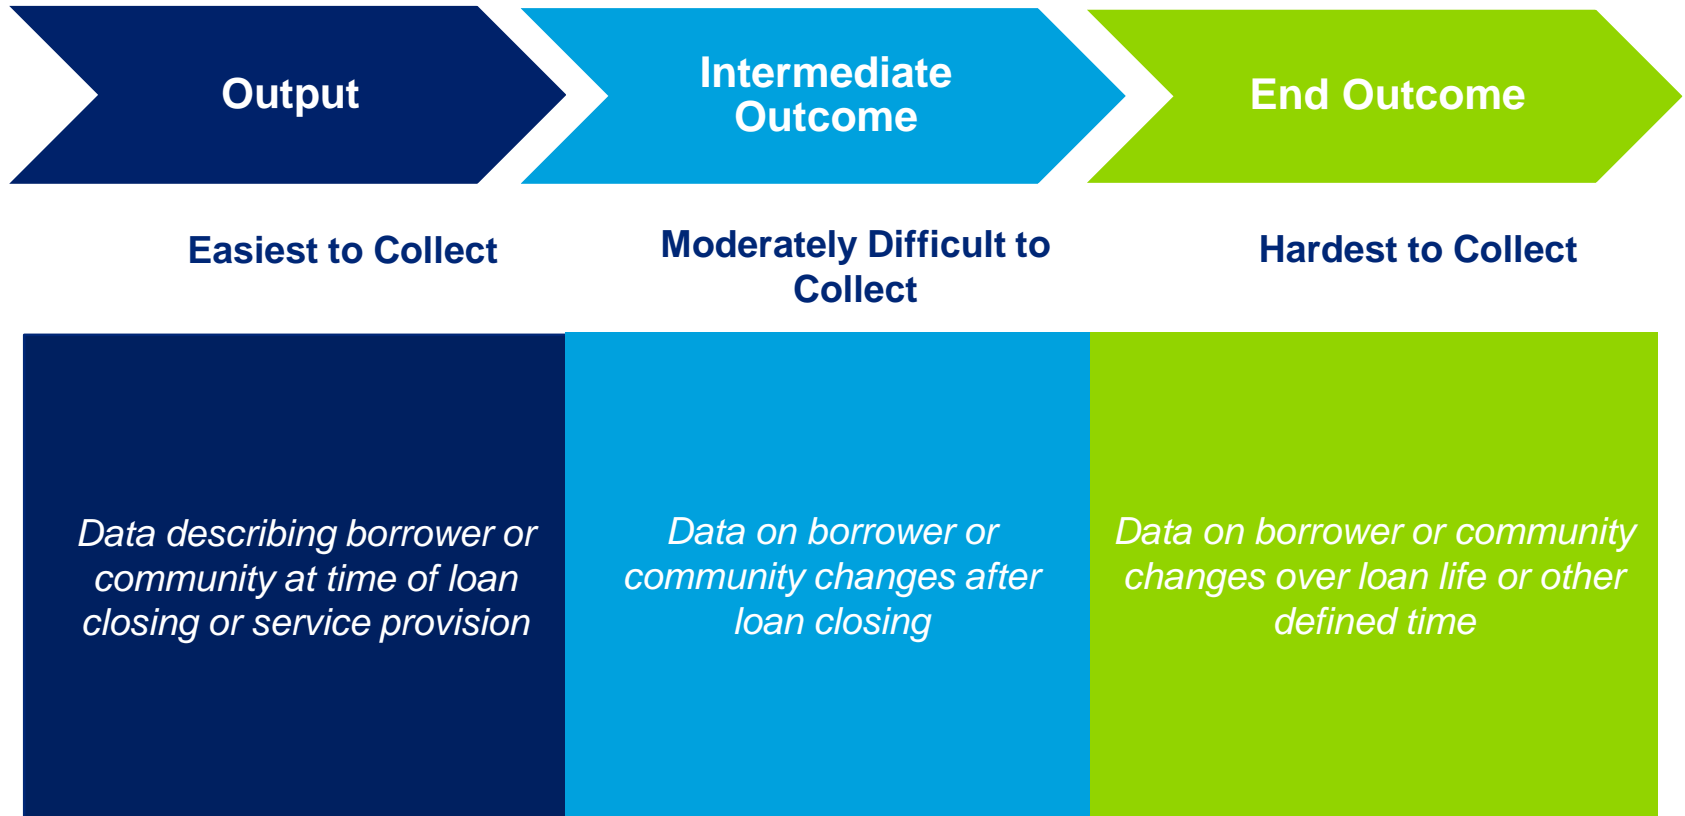 Output
Intermediate
Outcome
End Outcome
Easiest to Collect
Moderately Difficult to
Collect
Hardest to Collect
Data describing borrower or
community at time of loan
closing or service provision
Data on borrower or
community changes after
loan closing
Data on borrower or community
changes over loan life or other
defined time